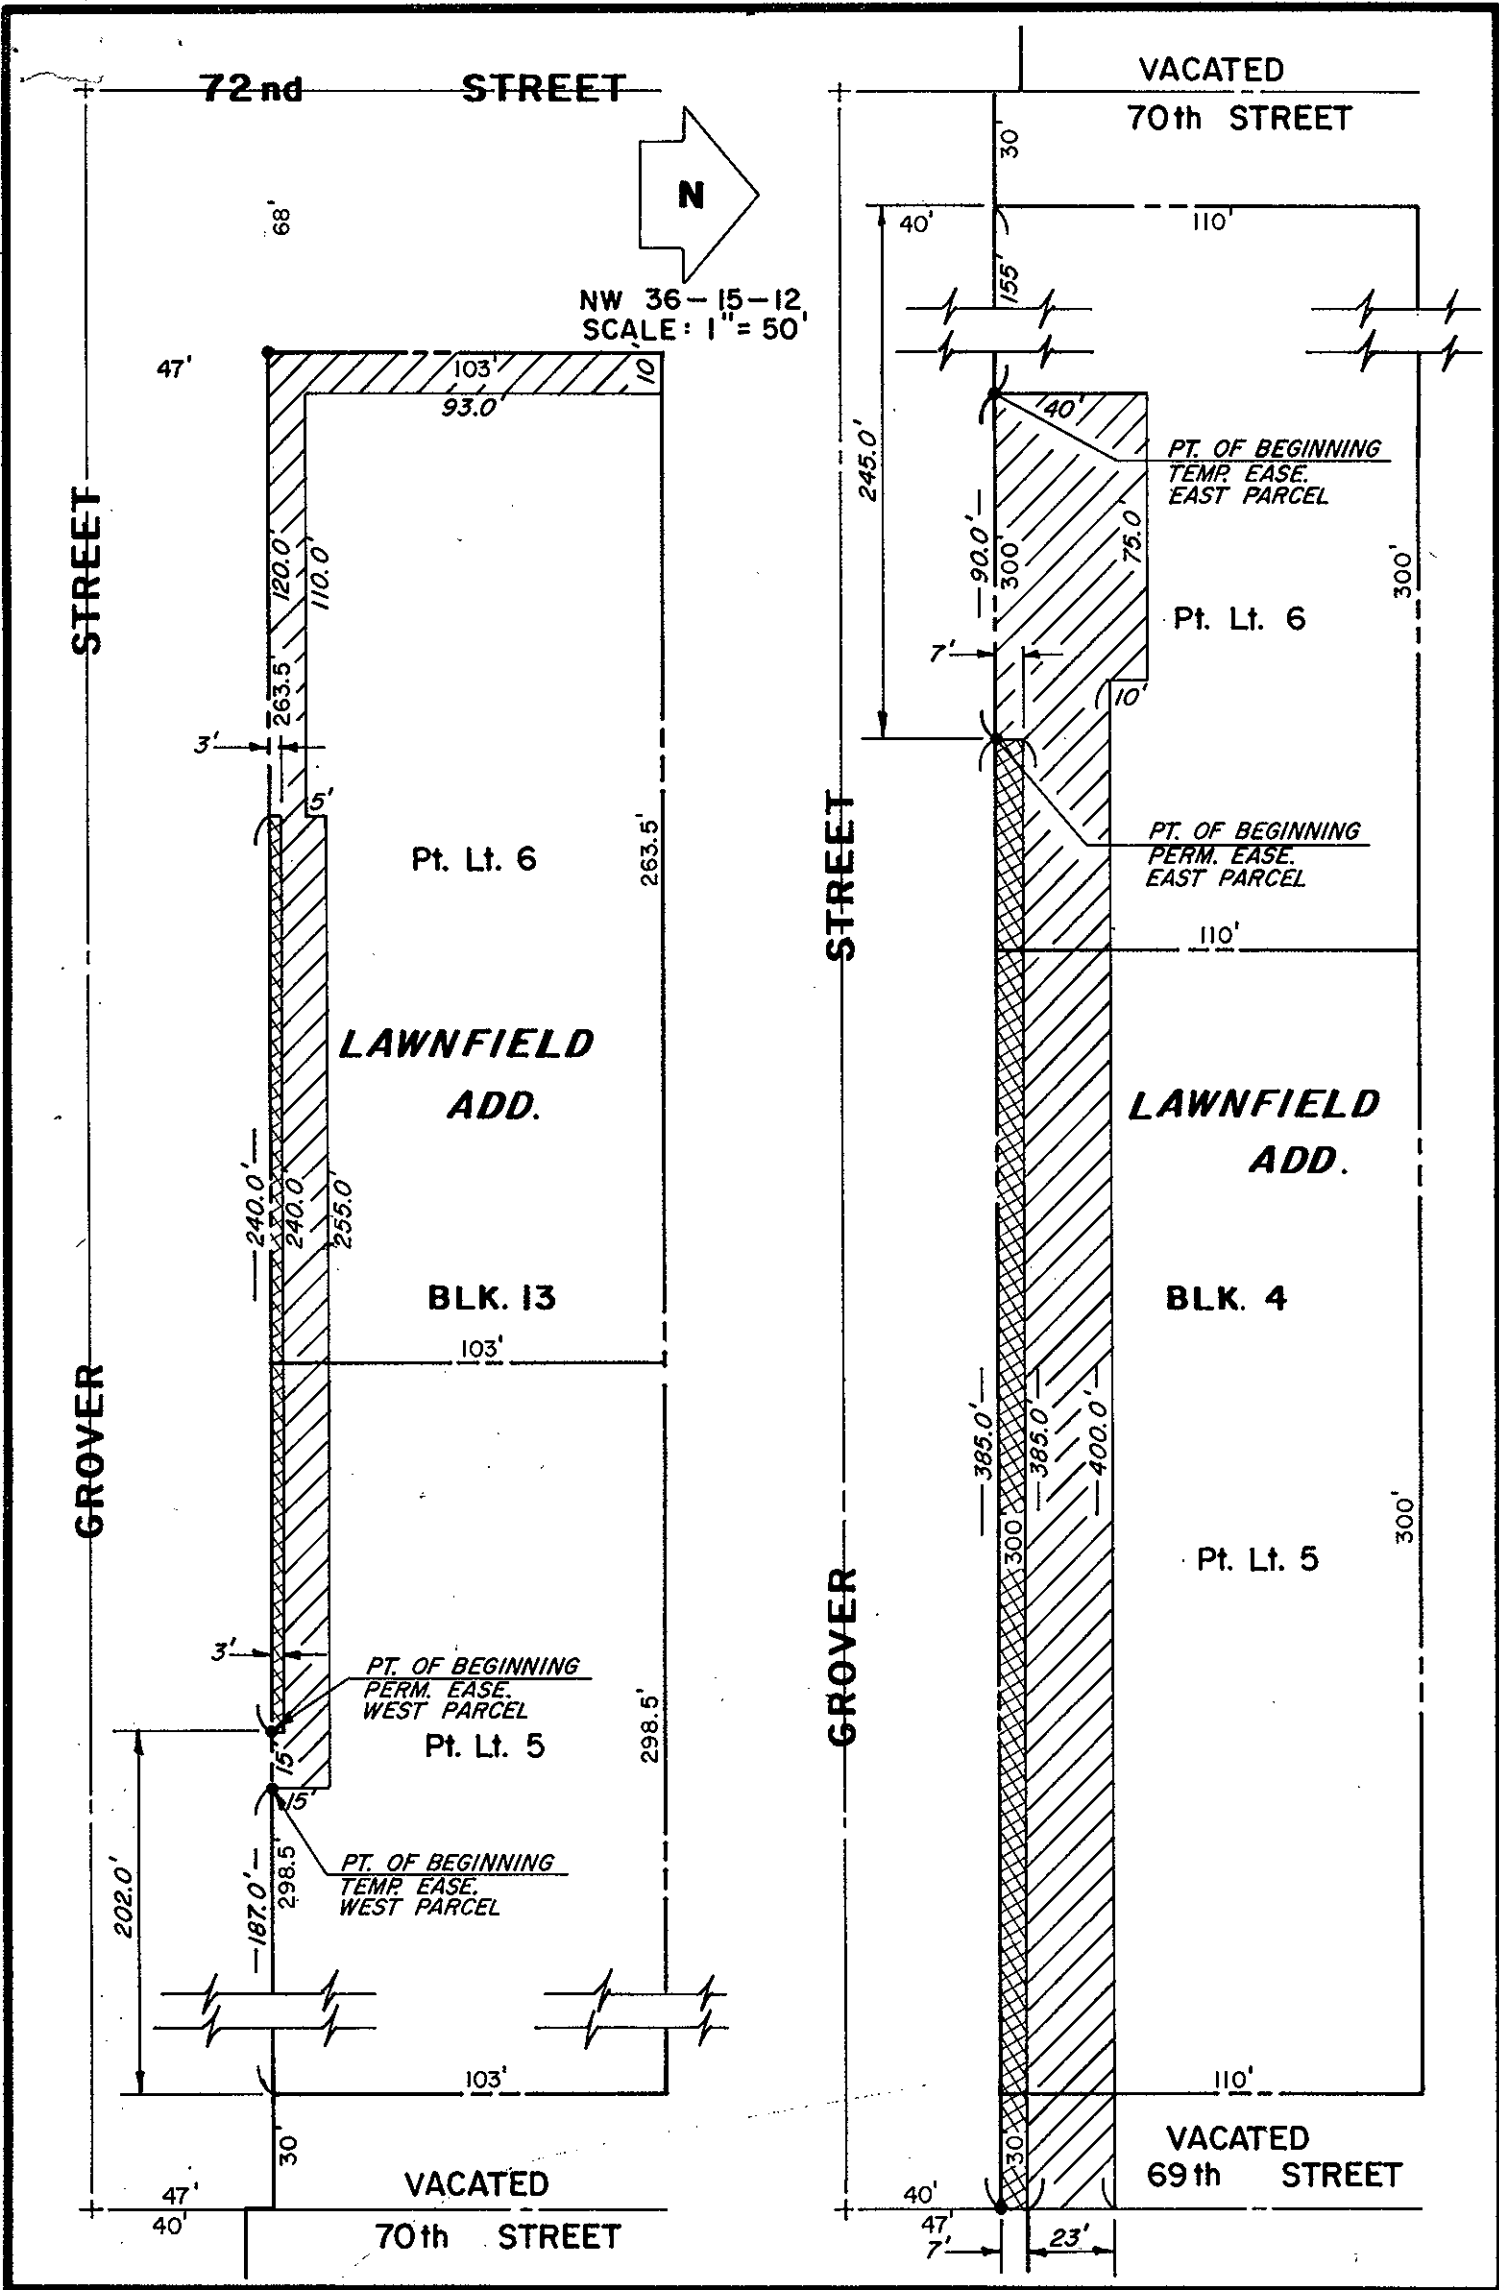 72nd STREET
68'
N
NW 36-15-12
SCALE: 1"= 50'
47'
103'
10'
93.0'
STREET
120.0'
110.0'
263.5'
3'
5'
Pt. Lt. 6
263.5'
LAWNFIELD
ADD.
240.0'
240.0'
255.0'
BLK. 13
103'
GROVER
3'
PT. OF BEGINNING
PERM. EASE.
WEST PARCEL
Pt. Lt. 5
298.5'
15'
15'
PT. OF BEGINNING
TEMP. EASE.
WEST PARCEL
202.0'
187.0'
298.5'
103'
30'
47'
40'
VACATED
70th STREET
VACATED
70th STREET
30
40'
110'
155'
245.0'
40'
PT. OF BEGINNING
TEMP. EASE.
EAST PARCEL
90.0'
300'
75.0'
300'
Pt. Lt. 6
7'
10'
STREET
PT. OF BEGINNING
PERM. EASE.
EAST PARCEL
110'
LAWNFIELD
ADD.
BLK. 4
385.0'
385.0'
400.0'
300'
300'
Pt. Lt. 5
GROVER
110'
30'
VACATED
69th STREET
40'
47'
7'
23'